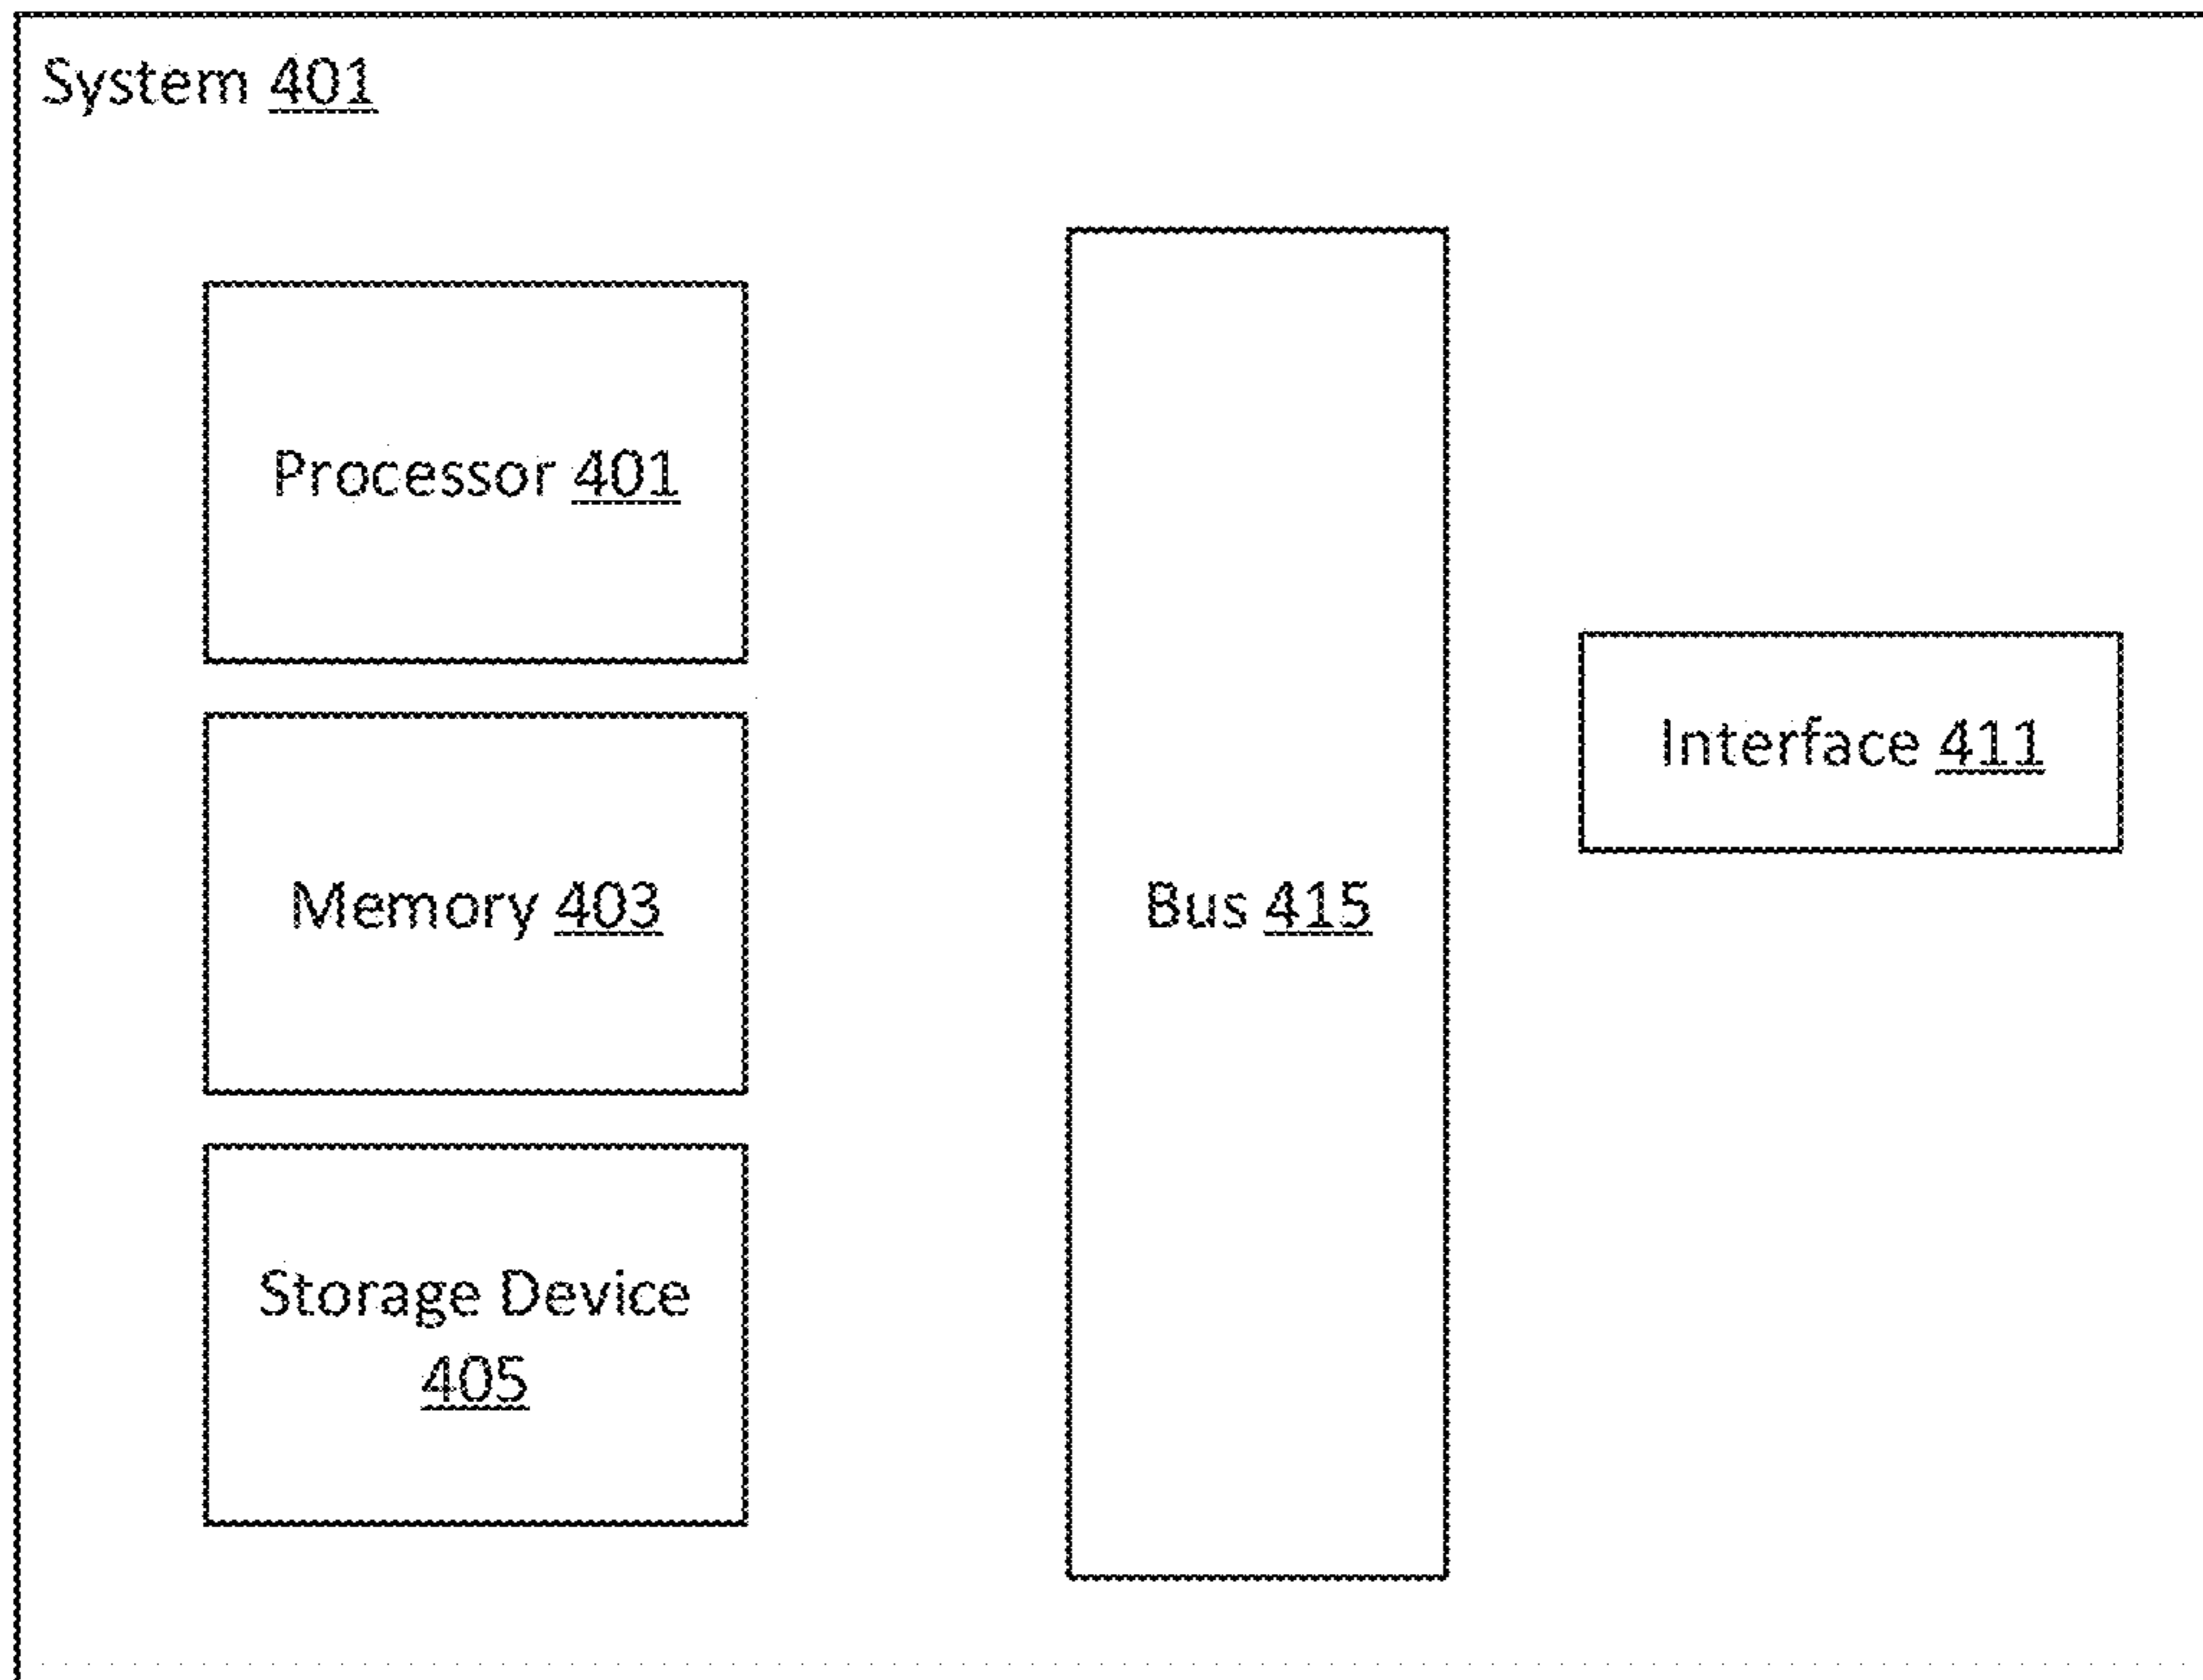 System 401
Processor 401
Memory 403
Storage Device
405
Bus 415
Interface 411